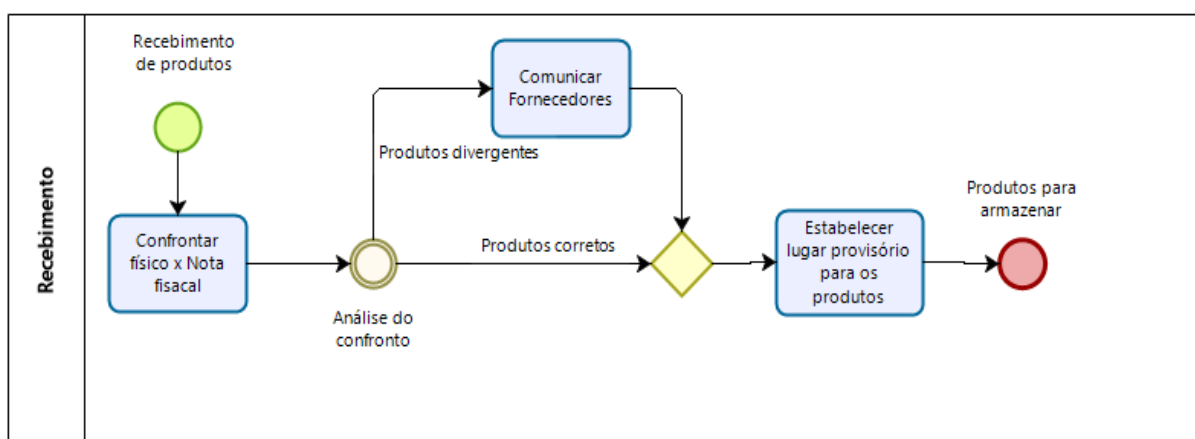 Recebimento
Recebimento
de produtos
Confrontar
físico x Nota
fisacal
Análise do
confronto
Produtos divergentes
Comunicar
Fornecedores
Produtos corretos
Estabelecer
lugar provisório
para os
produtos
Produtos para
armazenar